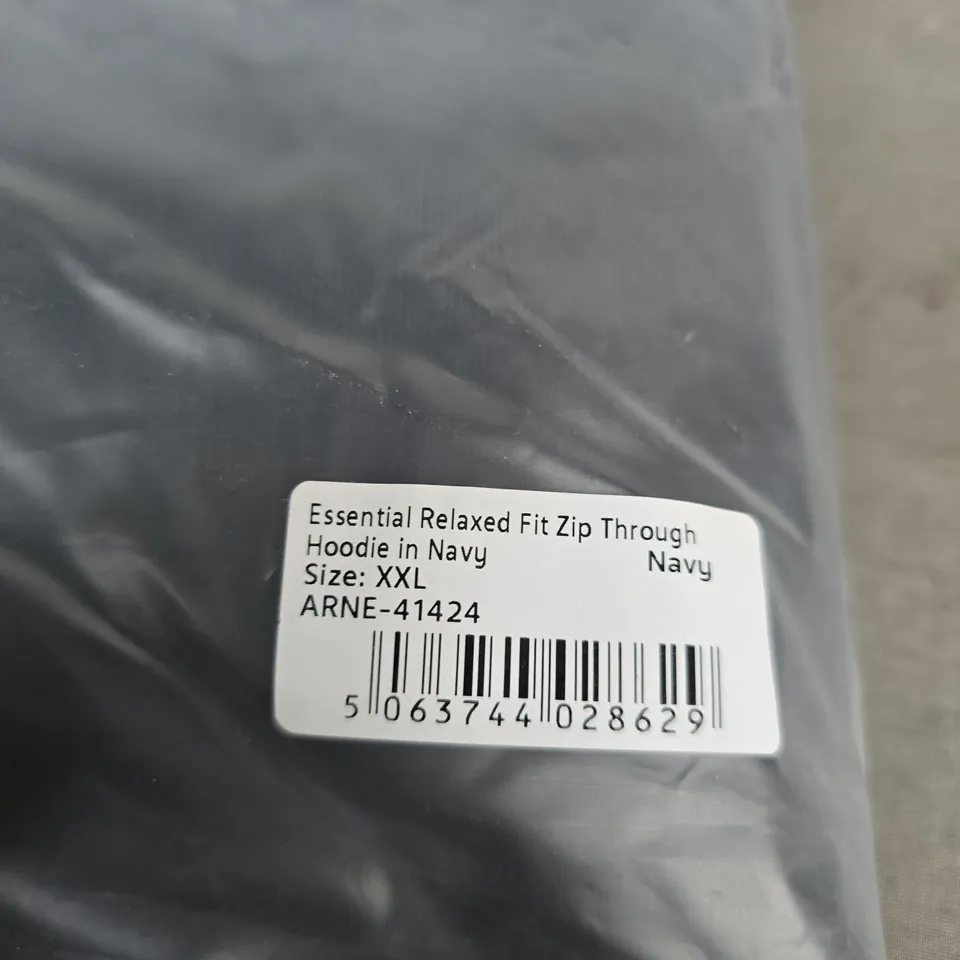 Essential Relaxed Fit Zip Through
Hoodie in Navy Navy
Size: XXL
ARNE-41424
5 063744 028629